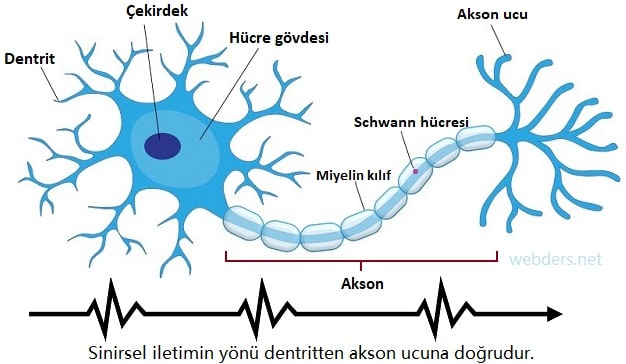 Çekirdek
Akson ucu
Hücre gövdesi
Dentrit
Schwann hücresi
Miyelin kılıf
webders.net
Akson
Sinirsel iletimin yönü dentritten akson ucuna doğrudur.